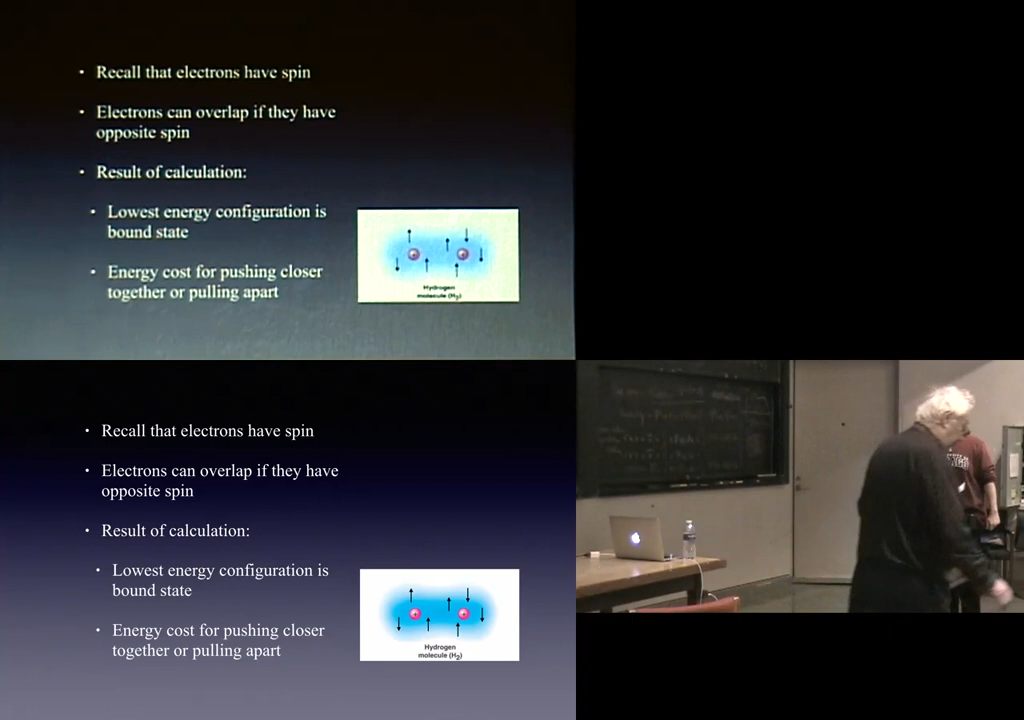 • Recall that electrons have spin
• Electrons can overlap if they have
opposite spin
• Result of calculation:
• Lowest energy configuration is
bound state
• Energy cost for pushing closer
together or pulling apart
Hydrogen
molecule (H₂)
• Recall that electrons have spin
• Electrons can overlap if they have
opposite spin
• Result of calculation:
• Lowest energy configuration is
bound state
• Energy cost for pushing closer
together or pulling apart
Hydrogen
molecule (H₂)